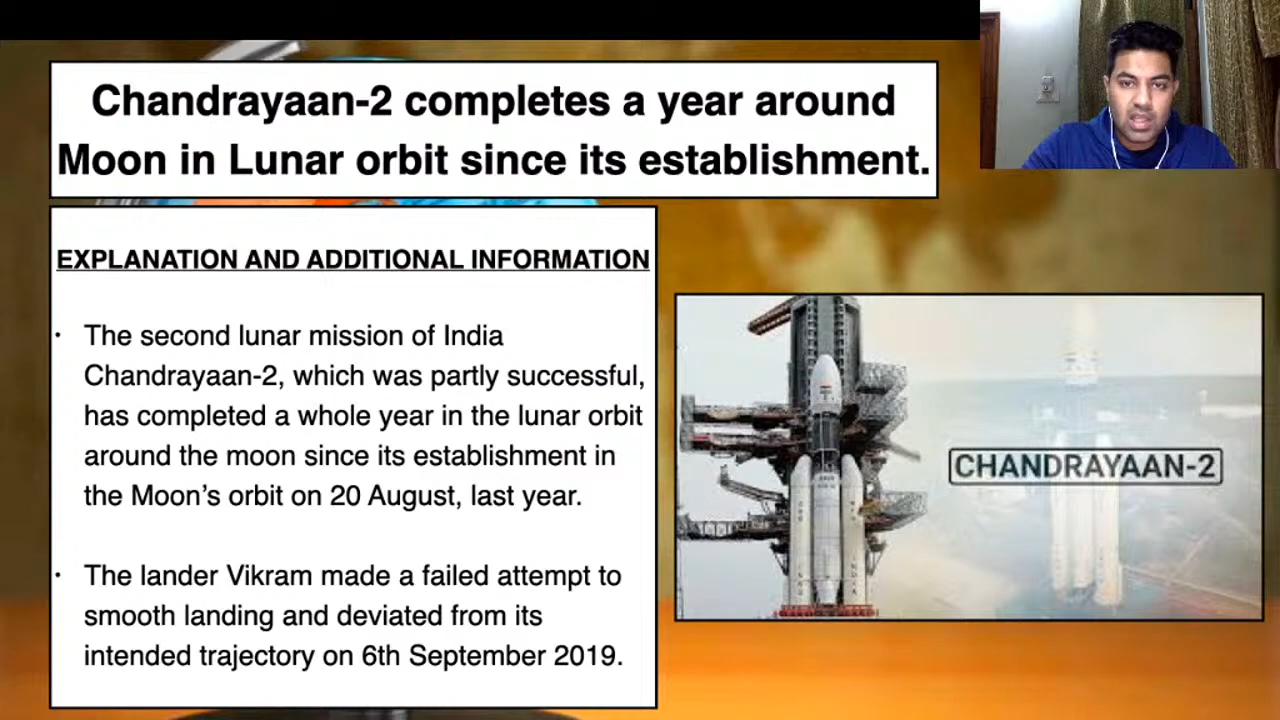 Chandrayaan-2 completes a year around
Moon in Lunar orbit since its establishment.
EXPLANATION AND ADDITIONAL INFORMATION
· The second lunar mission of India
Chandrayaan-2, which was partly successful,
has completed a whole year in the lunar orbit
around the moon since its establishment in
the Moon’s orbit on 20 August, last year.
· The lander Vikram made a failed attempt to
smooth landing and deviated from its
intended trajectory on 6th September 2019.
CHANDRAYAAN-2